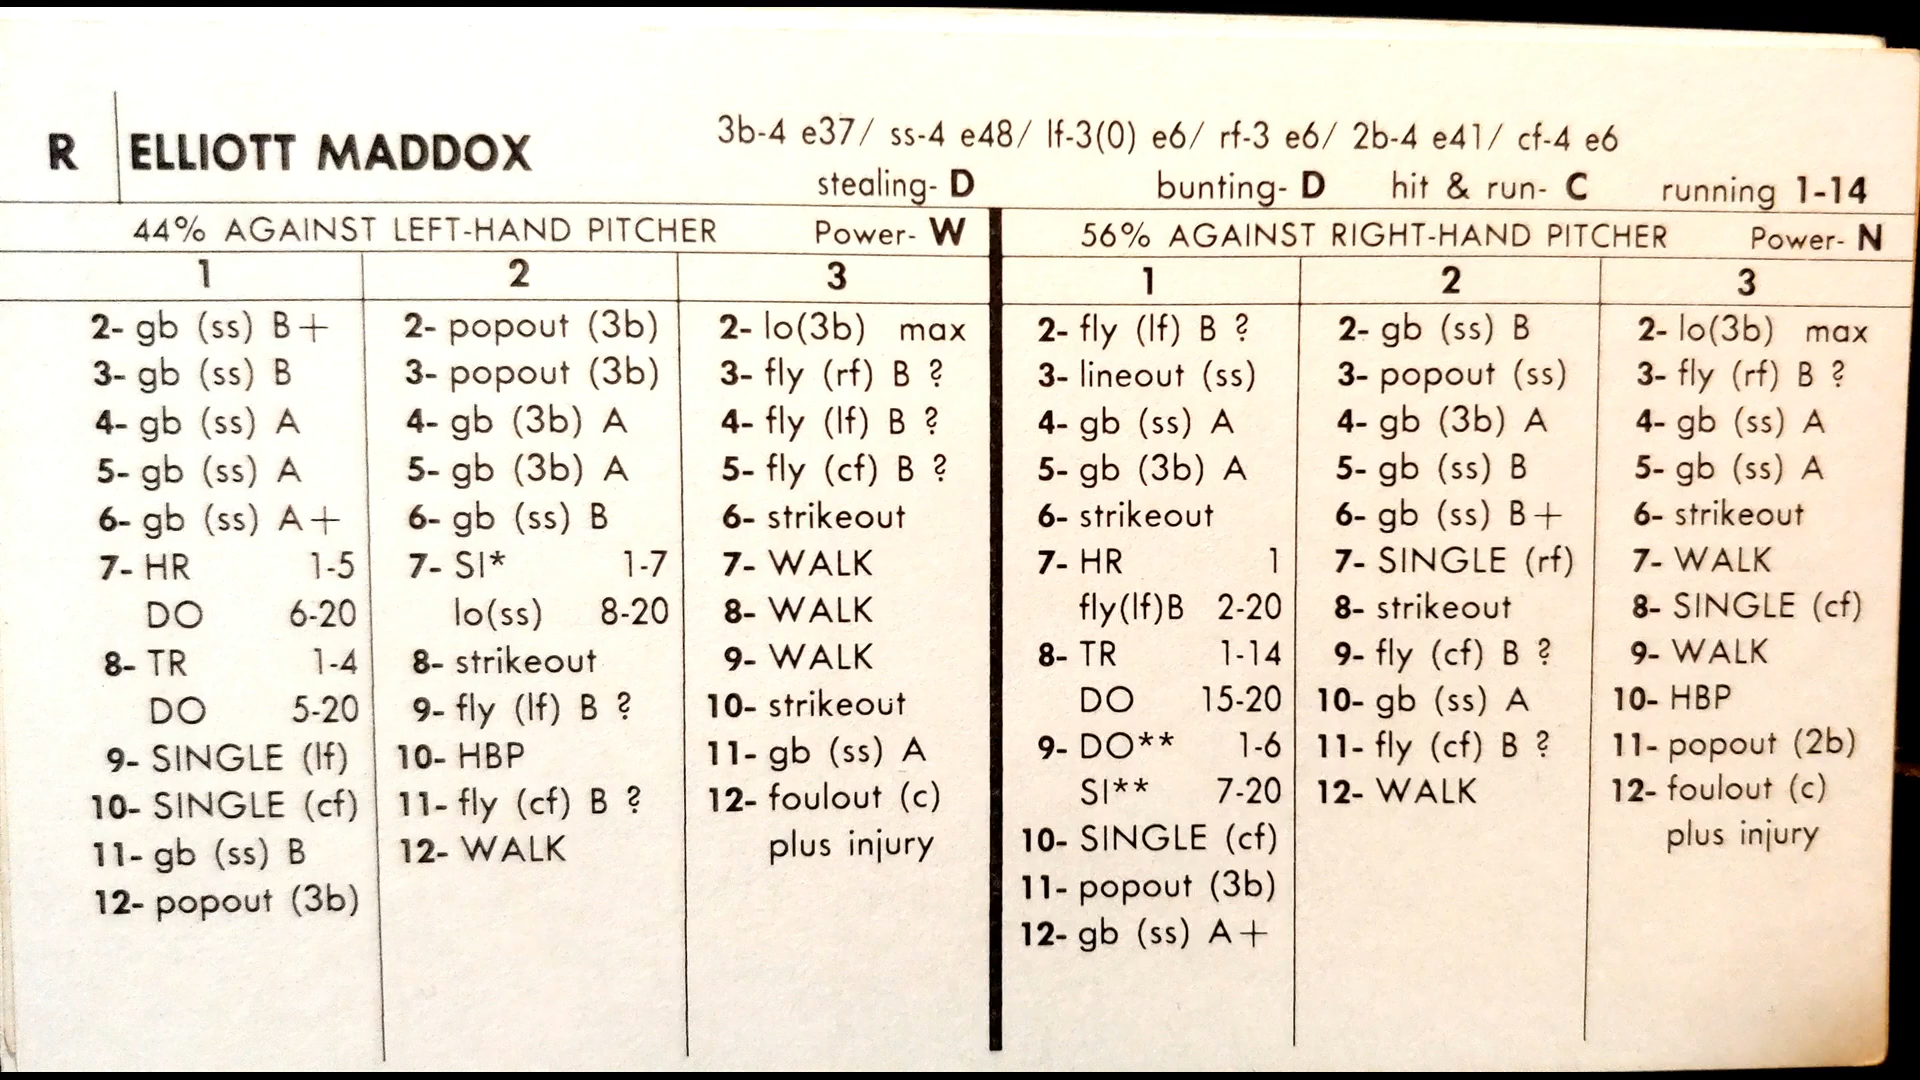 R ELLIOTT MADDOX
3b-4 e37/ ss-4 e48/ lf-3(0) e6/ rf-3 e6/ 2b-4 e41/ cf-4 e6
stealing- D bunting- D hit & run- C running 1-14
44% AGAINST LEFT-HAND PITCHER Power- W
1 2 3
2- gb (ss) B+
3- gb (ss) B
4- gb (ss) A
5- gb (ss) A
6- gb (ss) A+
7- HR 1-5
DO 6-20
8- TR 1-4
DO 5-20
9- SINGLE (lf)
10- SINGLE (cf)
11- gb (ss) B
12- popout (3b)
2- popout (3b)
3- popout (3b)
4- gb (3b) A
5- gb (3b) A
6- gb (ss) B
7- SI* 1-7
lo(ss) 8-20
8- strikeout
9- fly (lf) B ?
10- HBP
11- fly (cf) B ?
12- WALK
2- lo(3b) max
3- fly (rf) B ?
4- fly (lf) B ?
5- fly (cf) B ?
6- strikeout
7- WALK
8- WALK
9- WALK
10- strikeout
11- gb (ss) A
12- foulout (c)
plus injury
56% AGAINST RIGHT-HAND PITCHER Power- N
1 2 3
2- fly (lf) B ?
3- lineout (ss)
4- gb (ss) A
5- gb (3b) A
6- strikeout
7- HR 1
fly(lf)B 2-20
8- TR 1-14
DO 15-20
9- DO** 1-6
SI** 7-20
10- SINGLE (cf)
11- popout (3b)
12- gb (ss) A+
2- gb (ss) B
3- popout (ss)
4- gb (3b) A
5- gb (ss) B
6- gb (ss) B+
7- SINGLE (rf)
8- strikeout
9- fly (cf) B ?
10- gb (ss) A
11- fly (cf) B ?
12- WALK
2- lo(3b) max
3- fly (rf) B ?
4- gb (ss) A
5- gb (ss) A
6- strikeout
7- WALK
8- SINGLE (cf)
9- WALK
10- HBP
11- popout (2b)
12- foulout (c)
plus injury